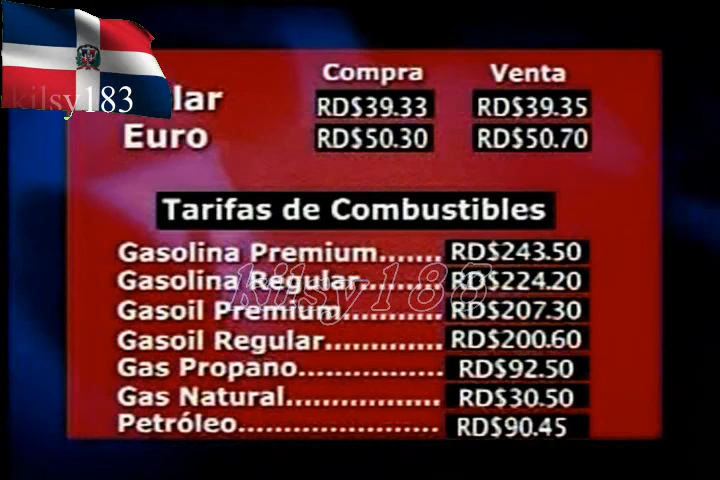 Compra Venta
kilsy183
lar RD$39.33 RD$39.35
Euro RD$50.30 RD$50.70
Tarifas de Combustibles
Gasolina Premium....... RD$243.50
Gasolina Regular.......... RD$224.20
kilsy183
Gasoil Premium............ RD$207.30
Gasoil Regular.............. RD$200.60
Gas Propano................. RD$92.50
Gas Natural.................. RD$30.50
Petróleo....................... RD$90.45